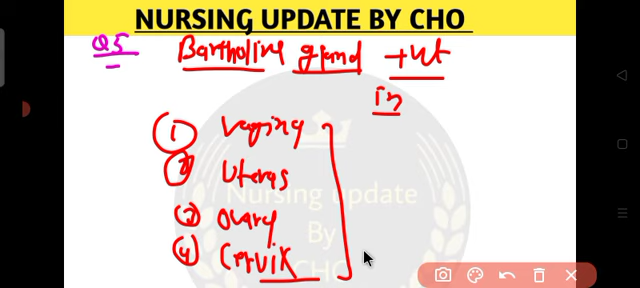 NURSING UPDATE BY CHO
Q5 Bartholine gland +nt
in
① Vagina
② Uterus
③ Ovary
④ Cervix
Nursing update
By
CHO